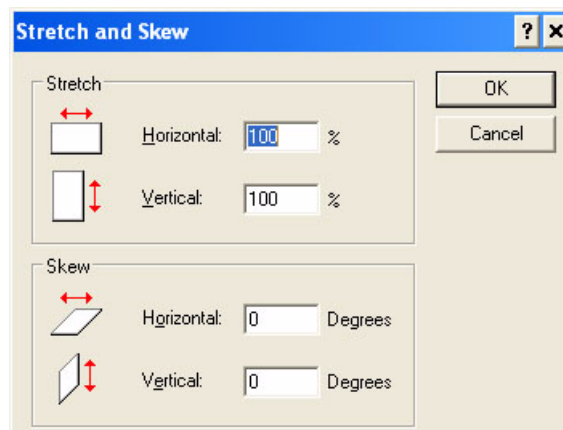 Stretch and Skew
Stretch
Horizontal: 100 %
Vertical: 100 %
OK
Cancel
Skew
Horizontal: 0 Degrees
Vertical: 0 Degrees